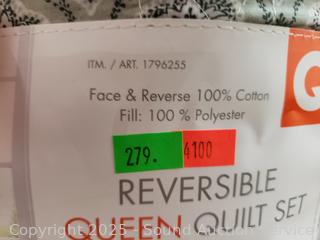 ITM. / ART. 1796255
Q
Face & Reverse 100% Cotton
Fill: 100 % Polyester
279. 4100
REVERSIBLE
QUEEN QUILT SET
Copyright 2025 - Sound Auction Service